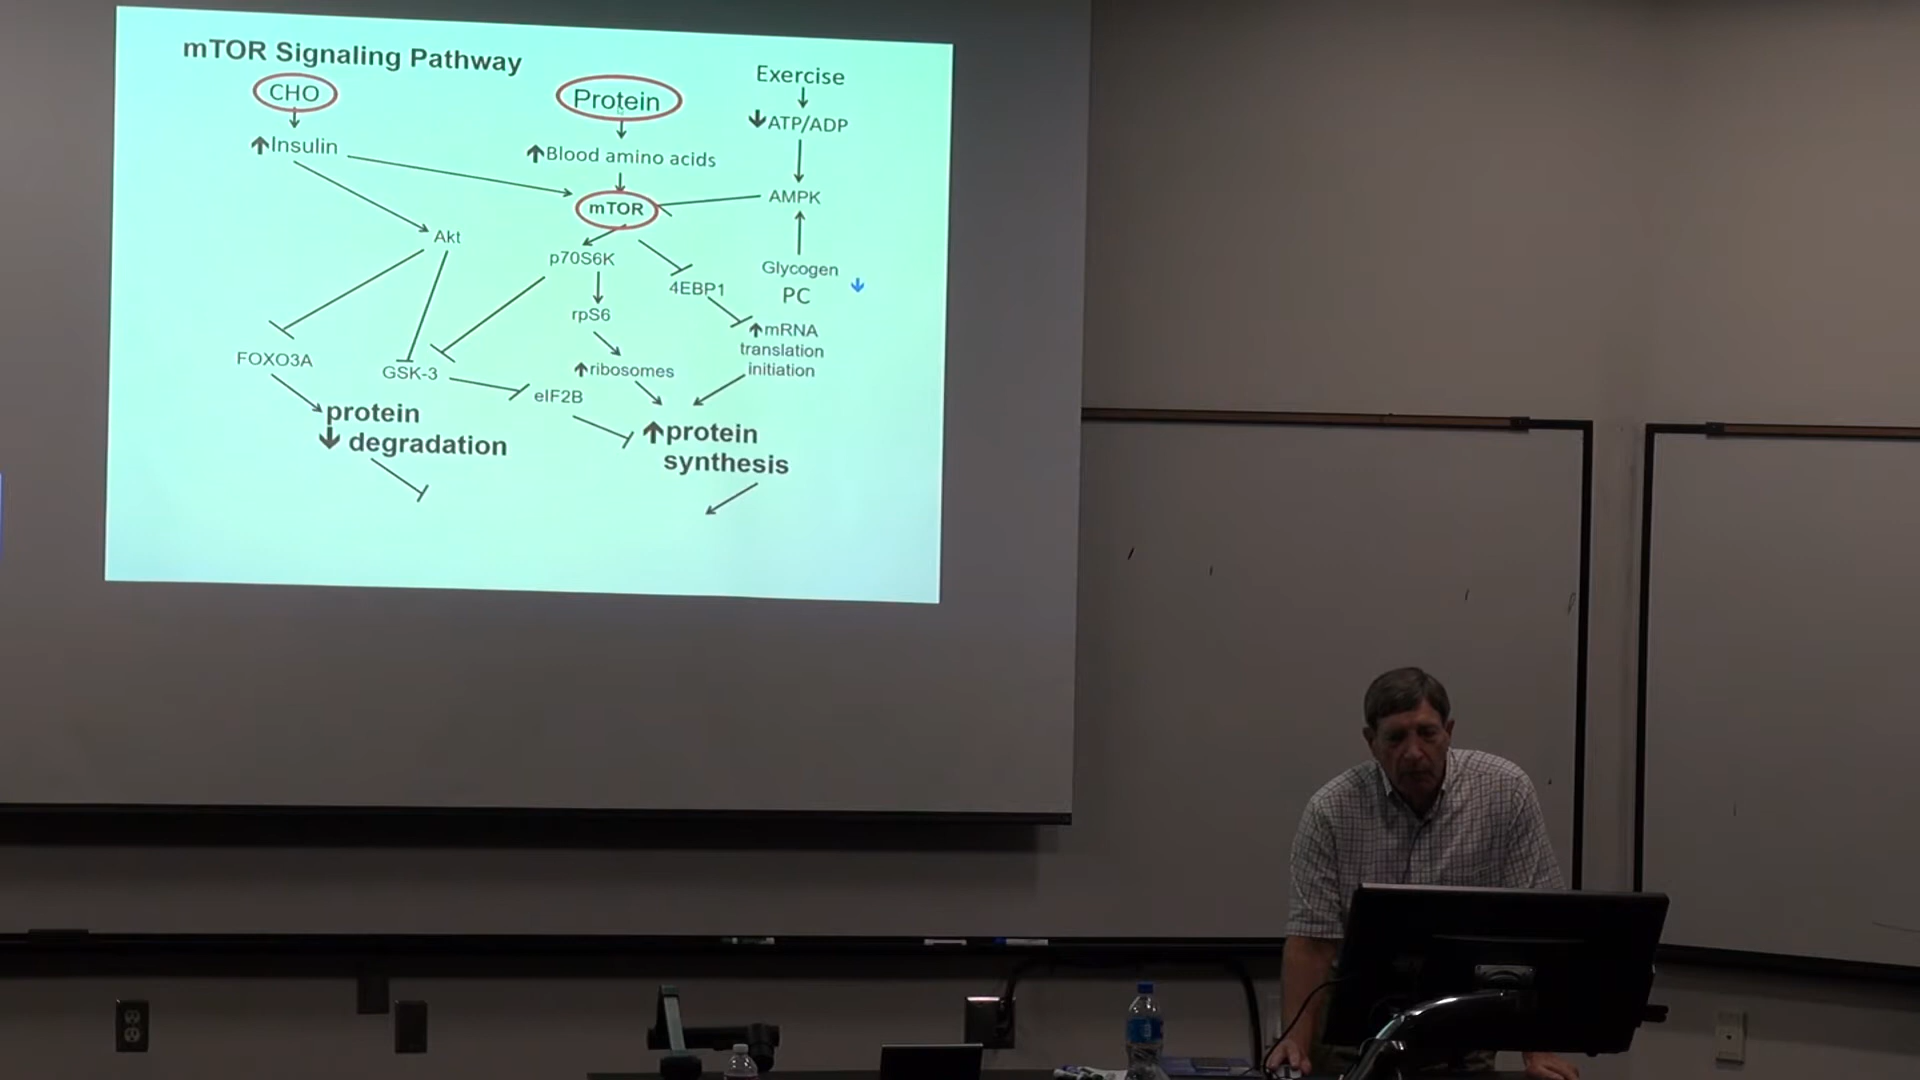 mTOR Signaling Pathway
CHO
Protein
Exercise
↓ATP/ADP
↑Insulin
↑Blood amino acids
mTOR
AMPK
Akt
p70S6K
4EBP1
Glycogen
PC ↓
rpS6
↑mRNA
translation
initiation
FOXO3A
GSK-3
↑ribosomes
eIF2B
protein
↓ degradation
↑protein
synthesis